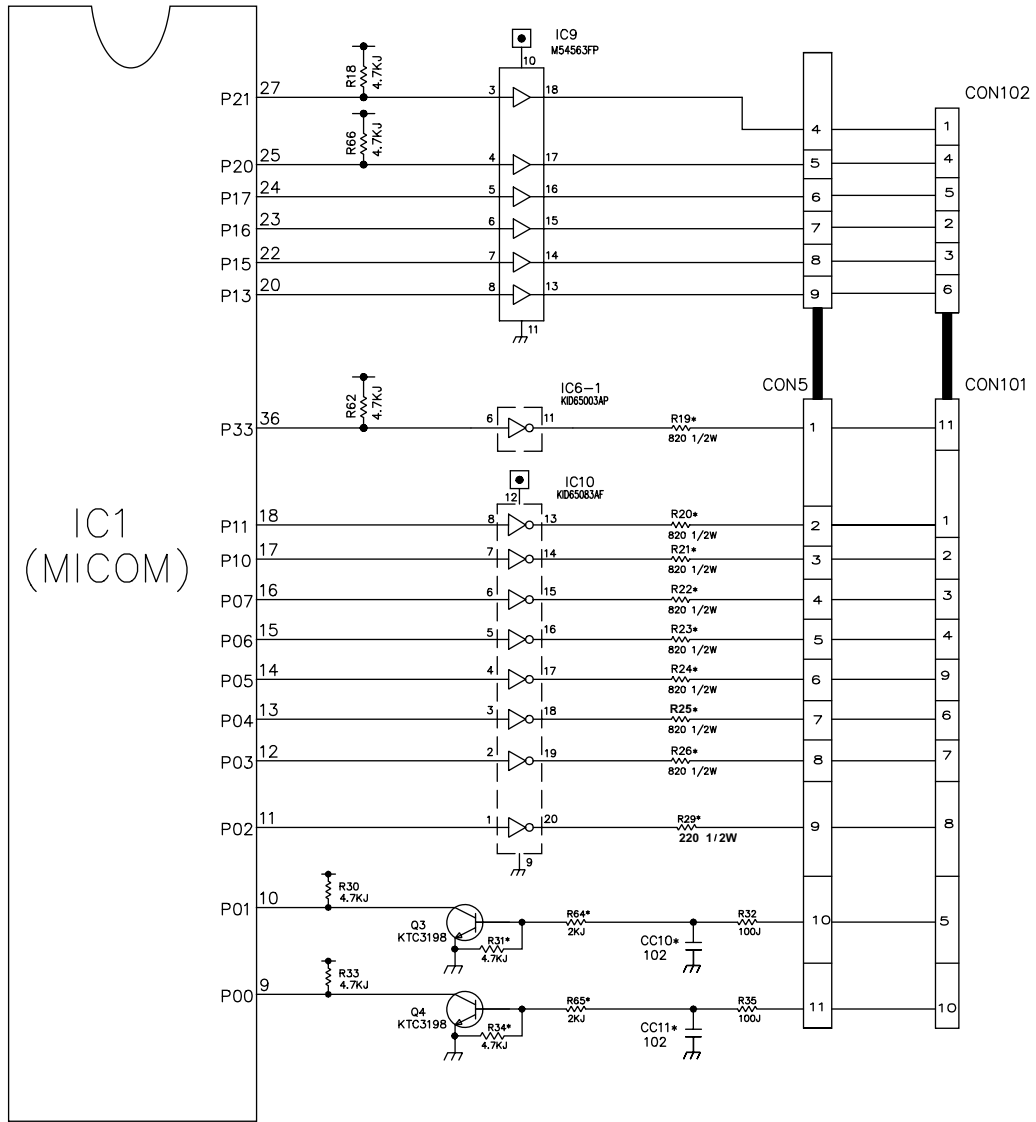 IC9
M54563FP
10
R18
4.7KJ
P21 27 3 18
CON102
4 1
R66
4.7KJ
P20 25 4 17 5 4
P17 24 5 16 6 5
P16 23 6 15 7 2
P15 22 7 14 8 3
P13 20 8 13 9 6
11
CON5 CON101
R62
4.7KJ
IC6-1
KID65003AP
P33 36 6 11 R19* 1 11
820 1/2W
IC10
KID65083AF
12
IC1
(MICOM)
P11 18 8 13 R20* 2 1
820 1/2W
P10 17 7 14 R21* 3 2
820 1/2W
P07 16 6 15 R22* 4 3
820 1/2W
P06 15 5 16 R23* 5 4
820 1/2W
P05 14 4 17 R24* 6 9
820 1/2W
P04 13 3 18 R25* 7 6
820 1/2W
P03 12 2 19 R26* 8 7
820 1/2W
P02 11 1 20 R29* 9 8
220 1/2W
9
R30
4.7KJ
P01 10 R64* R32 10 5
2KJ 100J
Q3
KTC3198
R31*
4.7KJ
CC10*
102
R33
4.7KJ
P00 9 R65* R35 11 10
2KJ 100J
Q4
KTC3198
R34*
4.7KJ
CC11*
102